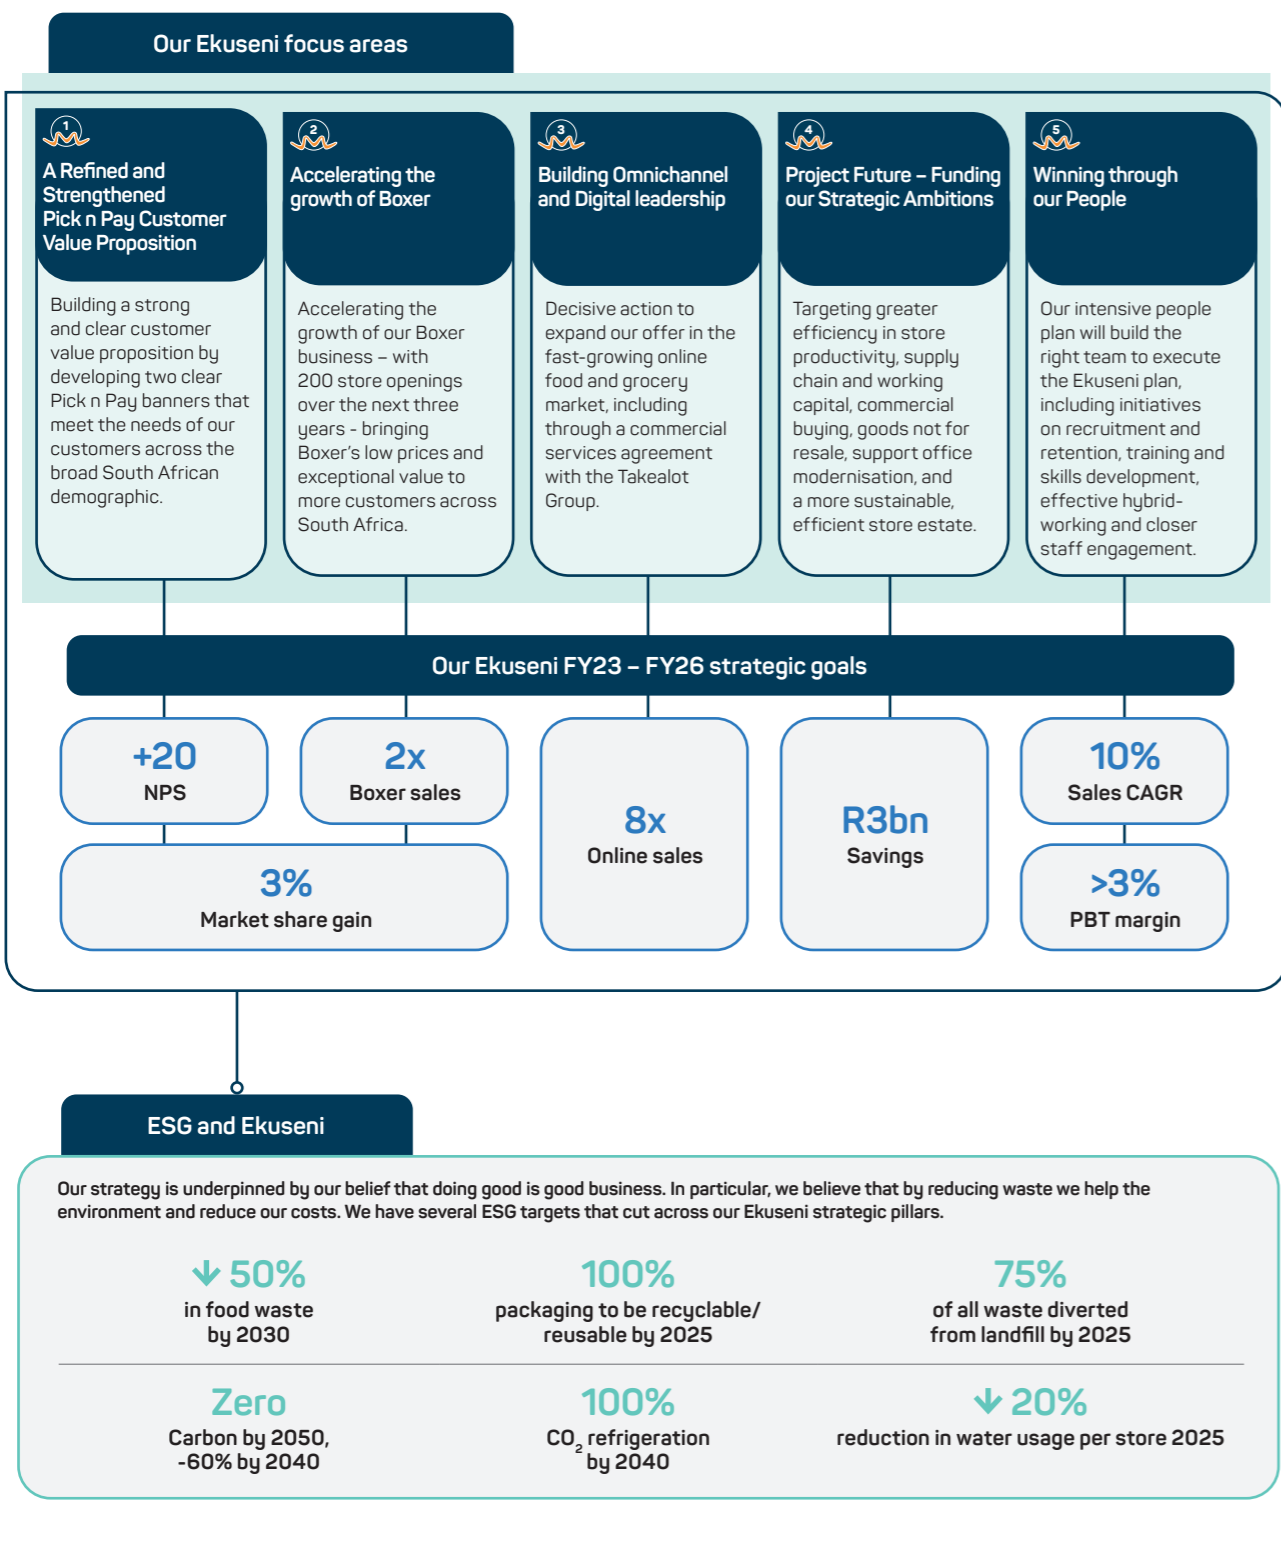 Our Ekuseni focus areas
1
A Refined and
Strengthened
Pick n Pay Customer
Value Proposition
Building a strong
and clear customer
value proposition by
developing two clear
Pick n Pay banners that
meet the needs of our
customers across the
broad South African
demographic.
2
Accelerating the
growth of Boxer
Accelerating the
growth of our Boxer
business – with
200 store openings
over the next three
years - bringing
Boxer’s low prices and
exceptional value to
more customers across
South Africa.
3
Building Omnichannel
and Digital leadership
Decisive action to
expand our offer in the
fast-growing online
food and grocery
market, including
through a commercial
services agreement
with the Takealot
Group.
4
Project Future – Funding
our Strategic Ambitions
Targeting greater
efficiency in store
productivity, supply
chain and working
capital, commercial
buying, goods not for
resale, support office
modernisation, and
a more sustainable,
efficient store estate.
5
Winning through
our People
Our intensive people
plan will build the
right team to execute
the Ekuseni plan,
including initiatives
on recruitment and
retention, training and
skills development,
effective hybrid-
working and closer
staff engagement.
Our Ekuseni FY23 – FY26 strategic goals
+20
NPS
2x
Boxer sales
3%
Market share gain
8x
Online sales
R3bn
Savings
10%
Sales CAGR
>3%
PBT margin
ESG and Ekuseni
Our strategy is underpinned by our belief that doing good is good business. In particular, we believe that by reducing waste we help the
environment and reduce our costs. We have several ESG targets that cut across our Ekuseni strategic pillars.
↓ 50%
in food waste
by 2030
100%
packaging to be recyclable/
reusable by 2025
75%
of all waste diverted
from landfill by 2025
Zero
Carbon by 2050,
-60% by 2040
100%
CO₂ refrigeration
by 2040
↓ 20%
reduction in water usage per store 2025